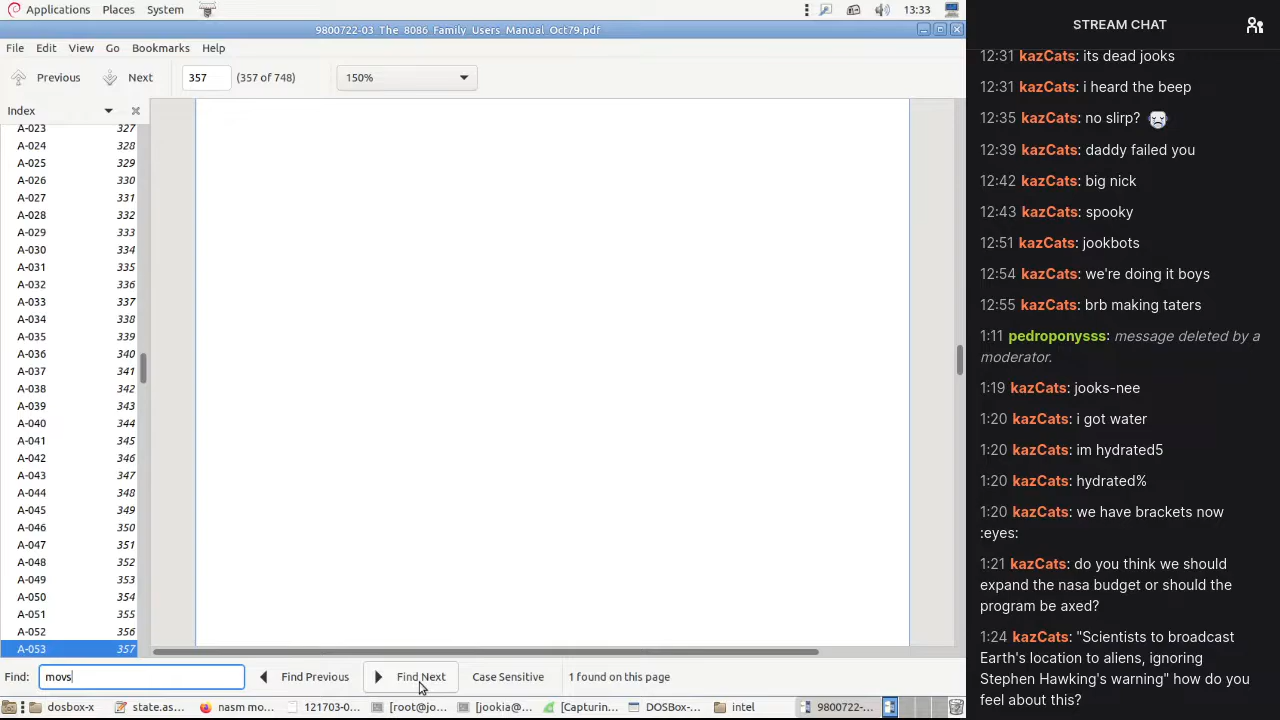 Applications Places System 13:33
9800722-03 The 8086 Family Users Manual Oct79.pdf
File Edit View Go Bookmarks Help
Previous Next 357 (357 of 748) 150%
Index
A-023 327
A-024 328
A-025 329
A-026 330
A-027 331
A-028 332
A-029 333
A-030 334
A-031 335
A-032 336
A-033 337
A-034 338
A-035 339
A-036 340
A-037 341
A-038 342
A-039 343
A-040 344
A-041 345
A-042 346
A-043 347
A-044 348
A-045 349
A-046 350
A-047 351
A-048 352
A-049 353
A-050 354
A-051 355
A-052 356
A-053 357
Find: movs Find Previous Find Next Case Sensitive 1 found on this page
dosbox-x state.as... nasm mo... 121703-0... [root@jo... [jookia@... [Capturin... DOSBox-... intel 9800722-...
STREAM CHAT
12:31 kazCats: its dead jooks
12:31 kazCats: i heard the beep
12:35 kazCats: no slirp?
12:39 kazCats: daddy failed you
12:42 kazCats: big nick
12:43 kazCats: spooky
12:51 kazCats: jookbots
12:54 kazCats: we're doing it boys
12:55 kazCats: brb making taters
1:11 pedroponysss: message deleted by a
moderator.
1:19 kazCats: jooks-nee
1:20 kazCats: i got water
1:20 kazCats: im hydrated5
1:20 kazCats: hydrated%
1:20 kazCats: we have brackets now
:eyes:
1:21 kazCats: do you think we should
expand the nasa budget or should the
program be axed?
1:24 kazCats: "Scientists to broadcast
Earth's location to aliens, ignoring
Stephen Hawking's warning" how do you
feel about this?